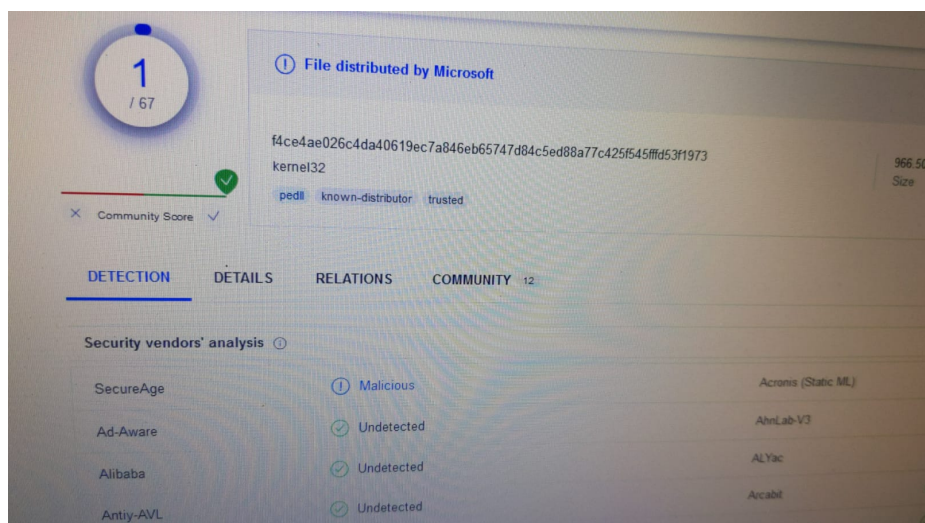 1
/ 67
File distributed by Microsoft
f4ce4ae026c4da40619ec7a846eb65747d84c5ed88a77c425f545fffd53f1973
kernel32
pedll known-distributor trusted
966.50
Size
Community Score
DETECTION DETAILS RELATIONS COMMUNITY 12
Security vendors' analysis
SecureAge Malicious Acronis (Static ML)
Ad-Aware Undetected AhnLab-V3
Alibaba Undetected ALYac
Antiy-AVL Undetected Arcabit